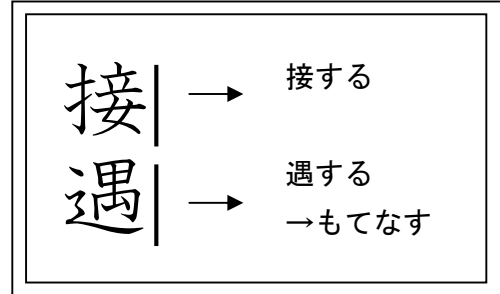 接 → 接する
遇 → 遇する
→もてなす